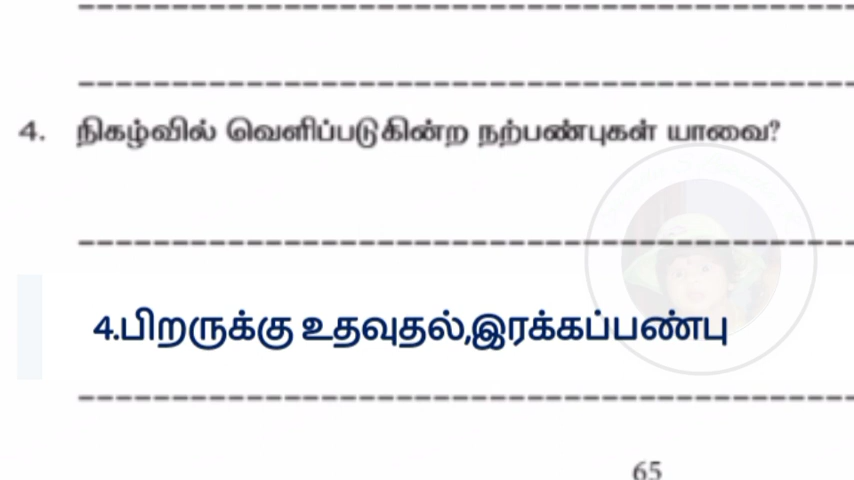 4. நிகழ்வில் வெளிப்படுகின்ற நற்பண்புகள் யாவை?
4.பிறருக்கு உதவுதல்,இரக்கப்பண்பு
65